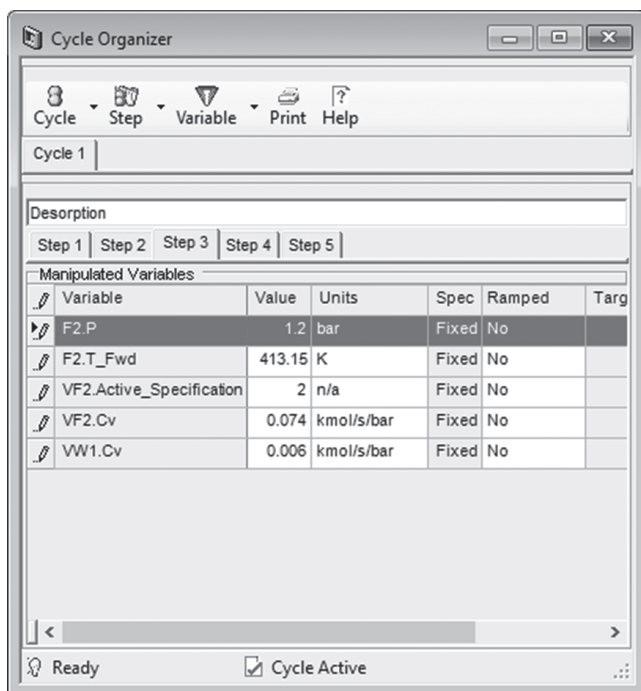 Cycle Organizer
Cycle Step Variable Print Help
Cycle 1
Desorption
Step 1 Step 2 Step 3 Step 4 Step 5
Manipulated Variables
Variable Value Units Spec Ramped Targ
F2.P 1.2 bar Fixed No
F2.T_Fwd 413.15 K Fixed No
VF2.Active_Specification 2 n/a Fixed No
VF2.Cv 0.074 kmol/s/bar Fixed No
VW1.Cv 0.006 kmol/s/bar Fixed No
Ready Cycle Active